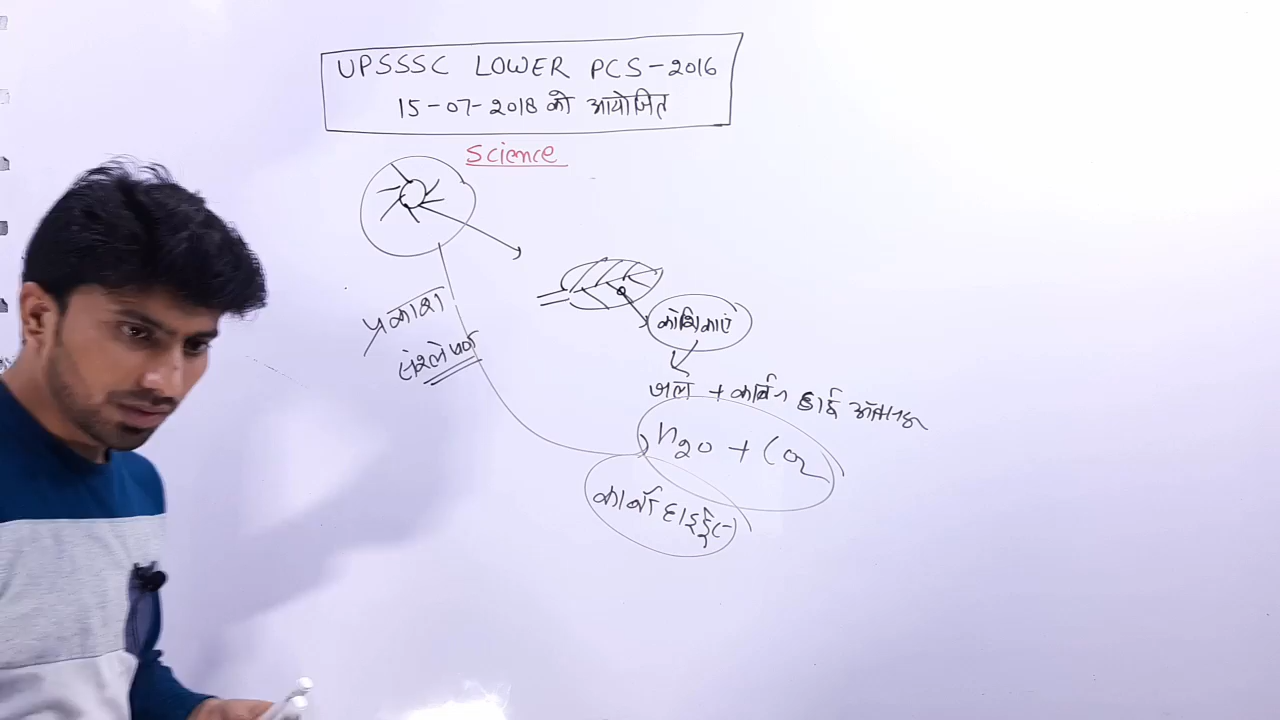 UPSSSC LOWER PCS-2016
15-07-2018 को आयोजित
Science
प्रकाश
संश्लेषण
कोशिकाएं
जल + कार्बन डाई ऑक्साइड
H2O + CO2
कार्बोहाइड्रेट